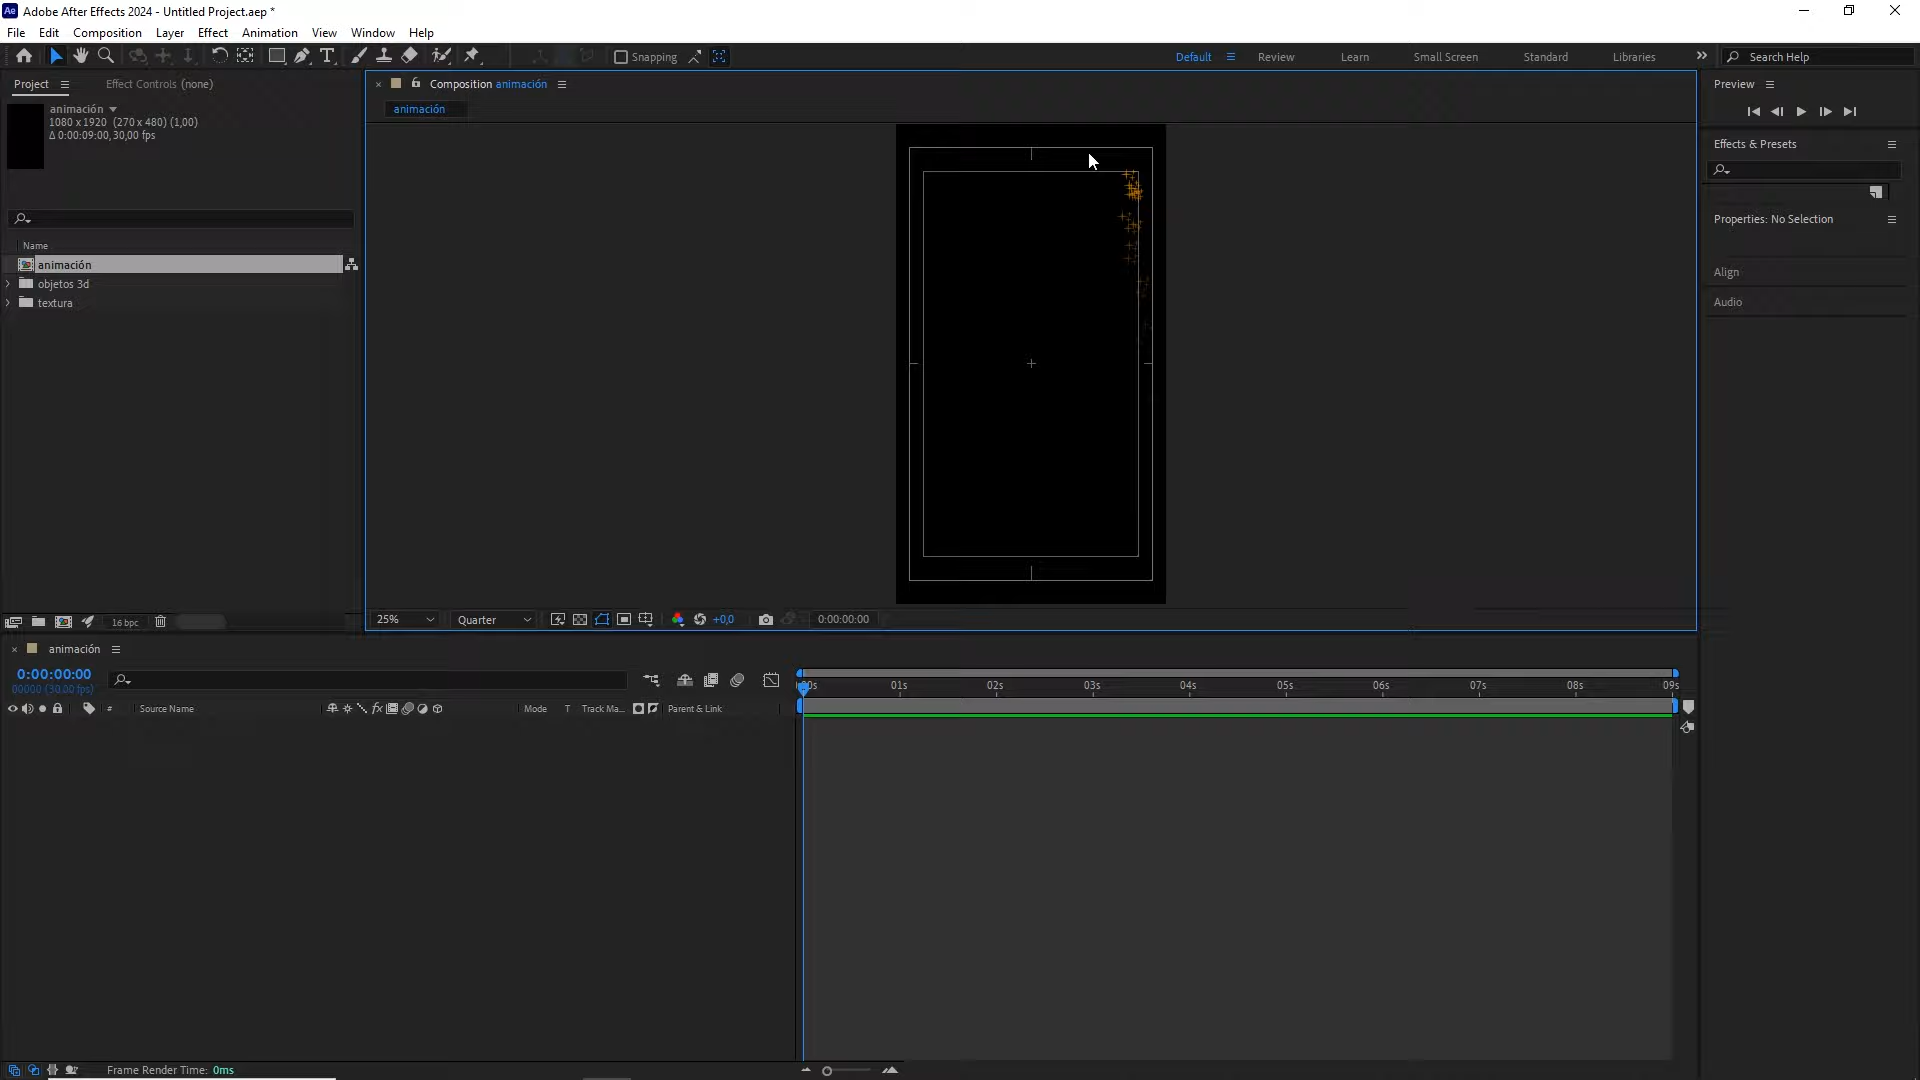 Adobe After Effects 2024 - Untitled Project.aep *
File Edit Composition Layer Effect Animation View Window Help
Snapping
Default Review Learn Small Screen Standard Libraries
Search Help
Project
Effect Controls (none)
animación
1080 x 1920 (270 x 480) (1,00)
Δ 0:00:09:00, 30,00 fps
Name
animación
objetos 3d
textura
16 bpc
Composition animación
animación
25%
Quarter
+0,0
0:00:00:00
Preview
Effects & Presets
Properties: No Selection
Align
Audio
animación
0:00:00:00
00000 (30.00 fps)
# Source Name
Mode T Track Ma... Parent & Link
00s 01s 02s 03s 04s 05s 06s 07s 08s 09s
Frame Render Time: 0ms